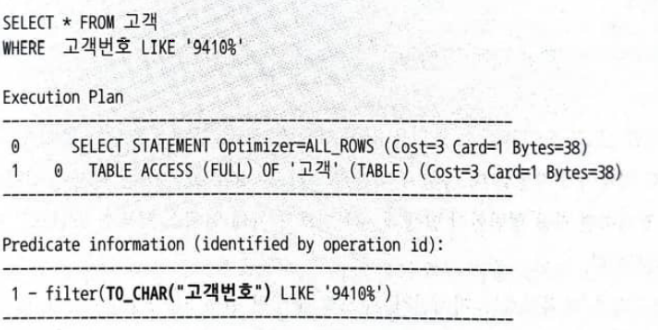 SELECT * FROM 고객
WHERE 고객번호 LIKE '9410%'
Execution Plan
--------------------------------------------------------------
0 SELECT STATEMENT Optimizer=ALL_ROWS (Cost=3 Card=1 Bytes=38)
1 0 TABLE ACCESS (FULL) OF '고객' (TABLE) (Cost=3 Card=1 Bytes=38)
--------------------------------------------------------------
Predicate information (identified by operation id):
--------------------------------------------------------------
1 - filter(TO_CHAR("고객번호") LIKE '9410%')
--------------------------------------------------------------